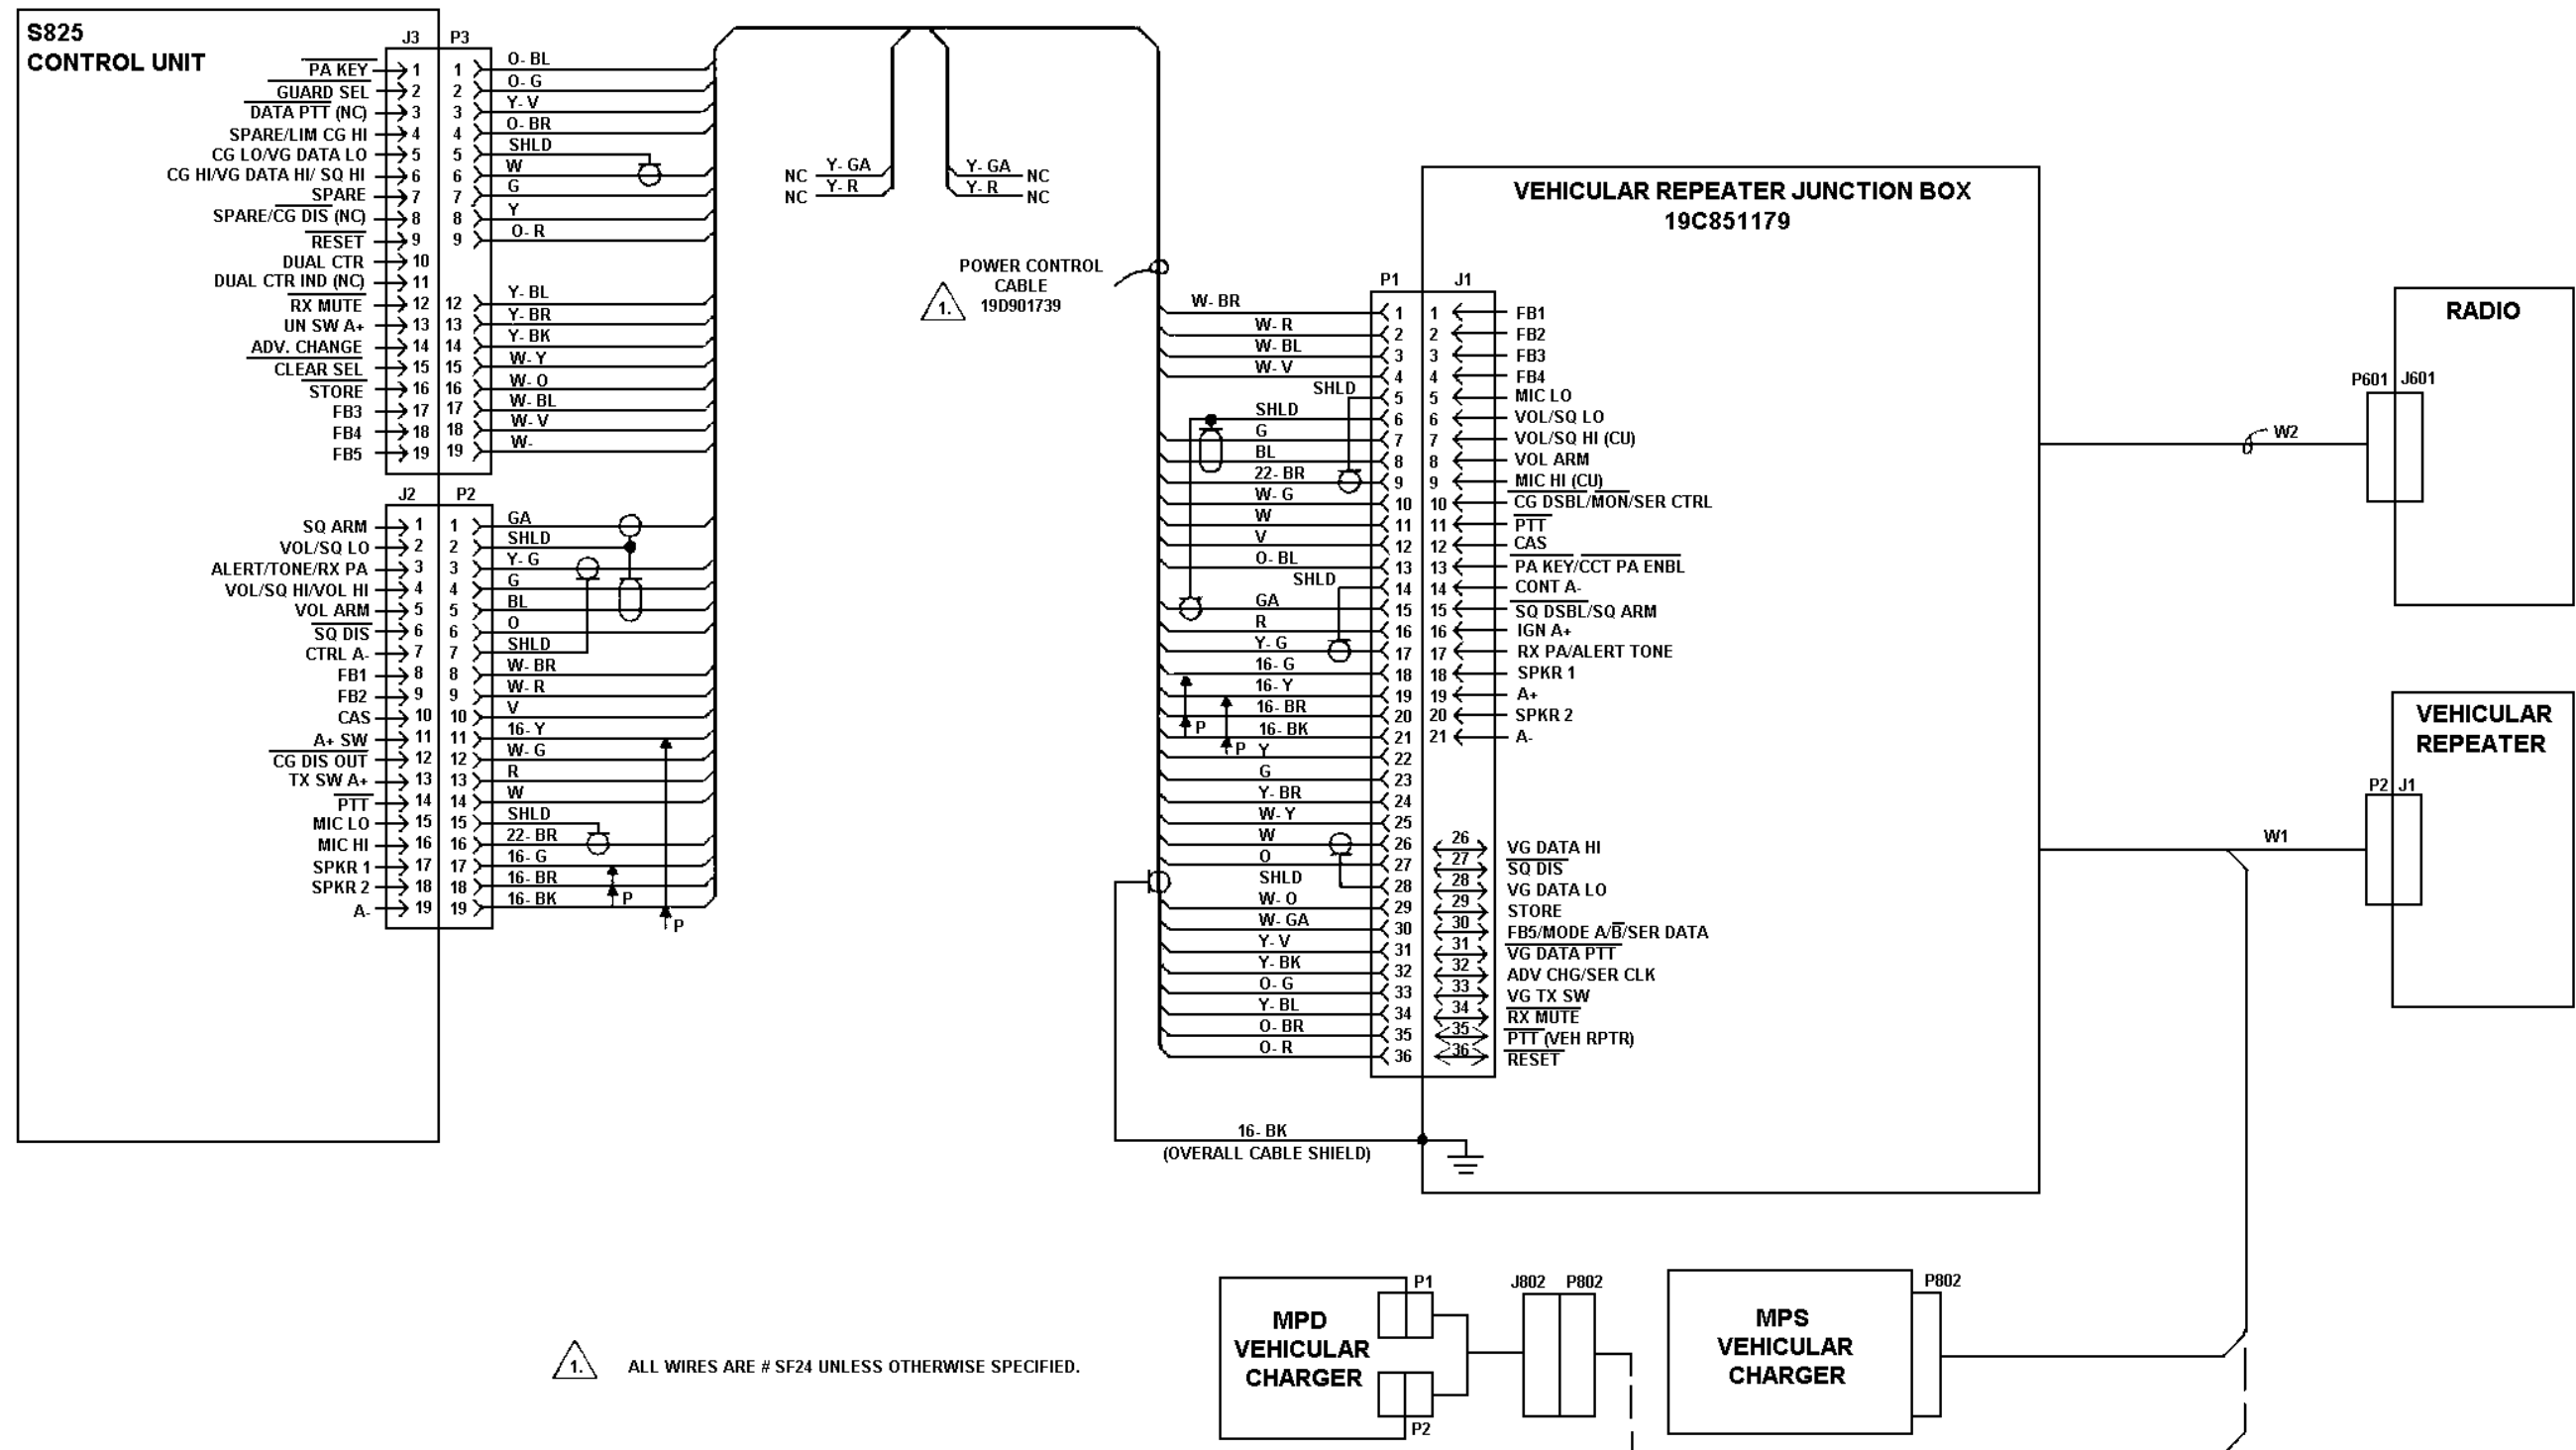 S825
CONTROL UNIT
J3 P3
PA KEY 1 1 O- BL
GUARD SEL 2 2 O- G
DATA PTT (NC) 3 3 Y- V
SPARE/LIM CG HI 4 4 O- BR
CG LO/VG DATA LO 5 5 SHLD
CG HI/VG DATA HI/ SQ HI 6 6 W
SPARE 7 7 G
SPARE/CG DIS (NC) 8 8 Y
RESET 9 9 O- R
DUAL CTR 10
DUAL CTR IND (NC) 11
RX MUTE 12 12 Y- BL
UN SW A+ 13 13 Y- BR
ADV. CHANGE 14 14 Y- BK
CLEAR SEL 15 15 W- Y
STORE 16 16 W- O
FB3 17 17 W- BL
FB4 18 18 W- V
FB5 19 19 W-
J2 P2
SQ ARM 1 1 GA
VOL/SQ LO 2 2 SHLD
ALERT/TONE/RX PA 3 3 Y- G
VOL/SQ HI/VOL HI 4 4 G
VOL ARM 5 5 BL
SQ DIS 6 6 O
CTRL A- 7 7 SHLD
FB1 8 8 W- BR
FB2 9 9 W- R
CAS 10 10 V
A+ SW 11 11 16- Y
CG DIS OUT 12 12 W- G
TX SW A+ 13 13 R
PTT 14 14 W
MIC LO 15 15 SHLD
MIC HI 16 16 22- BR
SPKR 1 17 17 16- G
SPKR 2 18 18 16- BR P
A- 19 19 16- BK P
NC Y- GA Y- GA NC
NC Y- R Y- R NC
POWER CONTROL
CABLE
1. 19D901739
VEHICULAR REPEATER JUNCTION BOX
19C851179
P1 J1
W- BR 1 1 FB1
W- R 2 2 FB2
W- BL 3 3 FB3
W- V 4 4 FB4
SHLD 5 5 MIC LO
SHLD 6 6 VOL/SQ LO
G 7 7 VOL/SQ HI (CU)
BL 8 8 VOL ARM
22- BR 9 9 MIC HI (CU)
W- G 10 10 CG DSBL/MON/SER CTRL
W 11 11 PTT
V 12 12 CAS
O- BL 13 13 PA KEY/CCT PA ENBL
SHLD 14 14 CONT A-
GA 15 15 SQ DSBL/SQ ARM
R 16 16 IGN A+
Y- G 17 17 RX PA/ALERT TONE
16- G 18 18 SPKR 1
16- Y 19 19 A+
16- BR 20 20 SPKR 2
P 16- BK 21 21 A-
P Y 22
G 23
Y- BR 24
W- Y 25
W 26 26 VG DATA HI
O 27 27 SQ DIS
SHLD 28 28 VG DATA LO
W- O 29 29 STORE
W- GA 30 30 FB5/MODE A/B/SER DATA
Y- V 31 31 VG DATA PTT
Y- BK 32 32 ADV CHG/SER CLK
O- G 33 33 VG TX SW
Y- BL 34 34 RX MUTE
O- BR 35 35 PTT (VEH RPTR)
O- R 36 36 RESET
16- BK
(OVERALL CABLE SHIELD)
RADIO
P601 J601
W2
VEHICULAR
REPEATER
P2 J1
W1
MPD
VEHICULAR
CHARGER
P1
P2
J802 P802
MPS
VEHICULAR
CHARGER
P802
1. ALL WIRES ARE # SF24 UNLESS OTHERWISE SPECIFIED.